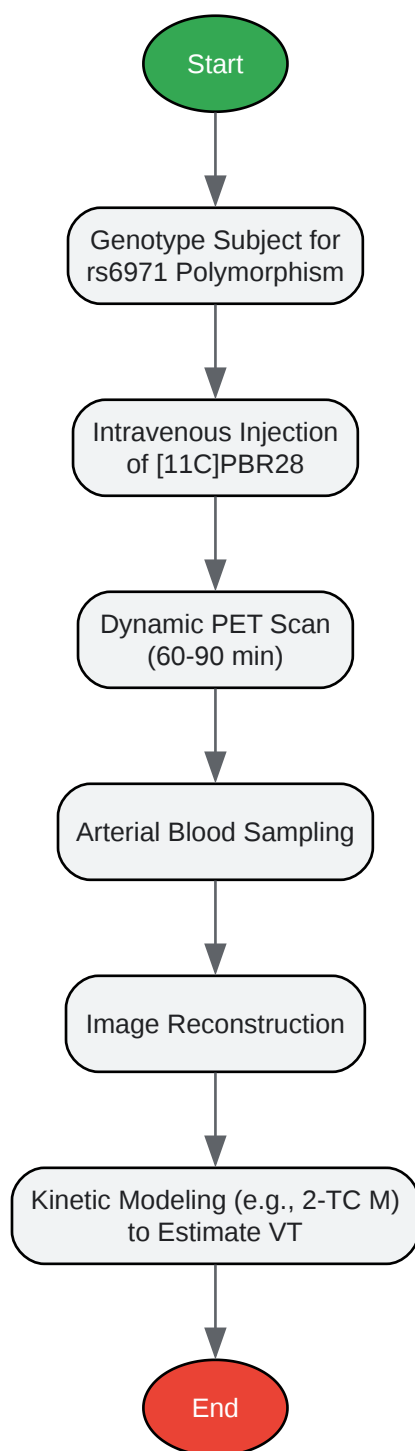 Start
Genotype Subject for
rs6971 Polymorphism
Intravenous Injection
of [11C]PBR28
Dynamic PET Scan
(60-90 min)
Arterial Blood Sampling
Image Reconstruction
Kinetic Modeling (e.g., 2-TC M)
to Estimate VT
End